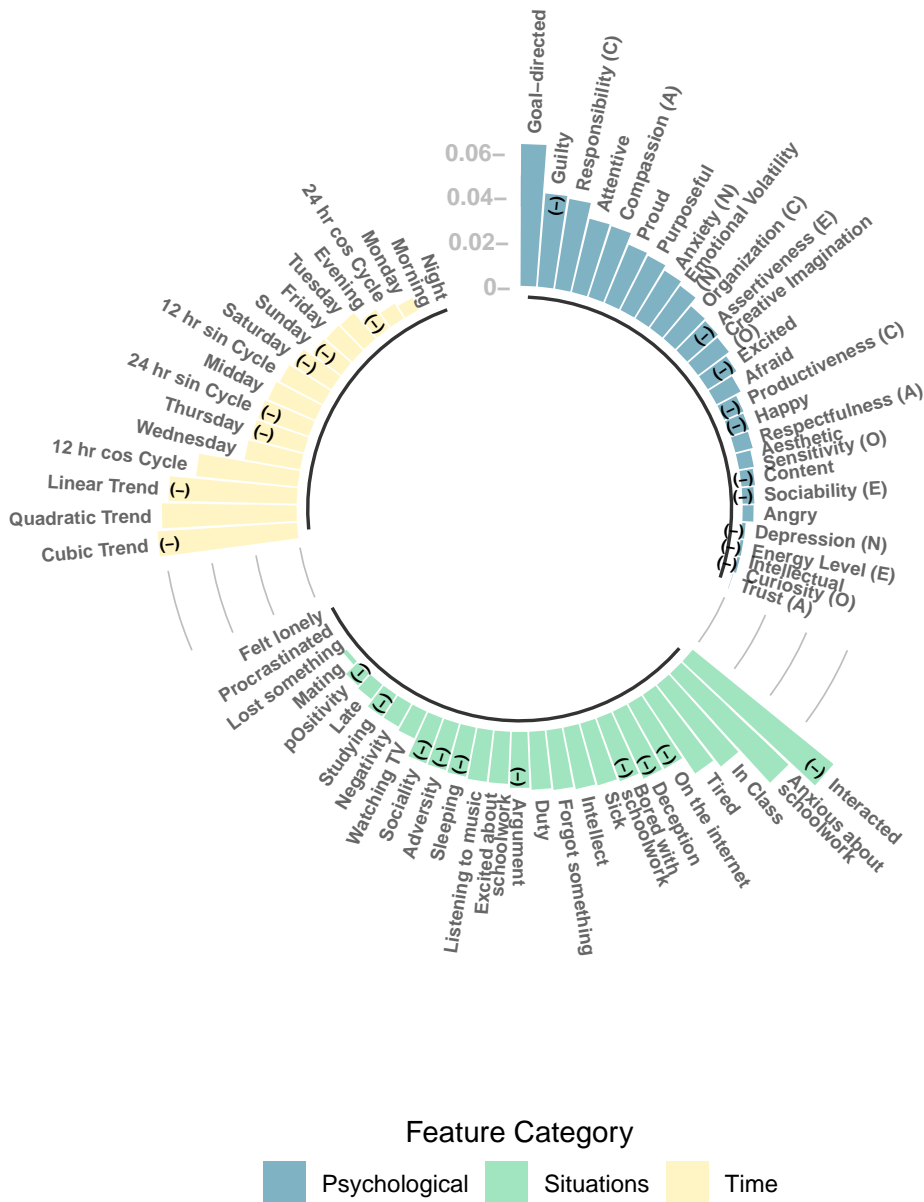 0.06–
0.04–
0.02–
0–
Goal–directed
(–)
Guilty
Responsibility (C)
Attentive
Compassion (A)
Proud
Purposeful
Anxiety (N)
Emotional Volatility
(N)
Organization (C)
(–)
Assertiveness (E)
Creative Imagination
(O)
(–)
Excited
Afraid
(–)
Productiveness (C)
(–)
Happy
Respectfulness (A)
Aesthetic
Sensitivity (O)
(–)
Content
(–)
Sociability (E)
Angry
(–)
Depression (N)
(–)
Energy Level (E)
(–)
Intellectual
Curiosity (O)
Trust (A)
(–)
Interacted
Anxious about
schoolwork
In Class
Tired
On the internet
(–)
Deception
(–)
Bored with
schoolwork
(–)
Sick
Intellect
Forgot something
Duty
(–)
Argument
Excited about
schoolwork
Listening to music
(–)
Sleeping
(–)
Adversity
(–)
Sociality
Watching TV
Negativity
(–)
Studying
Late
(–)
pOsitivity
Mating
Lost something
Procrastinated
Felt lonely
(–)
Cubic Trend
Quadratic Trend
(–)
Linear Trend
12 hr cos Cycle
Wednesday
(–)
Thursday
(–)
24 hr sin Cycle
Midday
12 hr sin Cycle
(–)
Saturday
(–)
Sunday
Friday
Tuesday
Evening
(–)
24 hr cos Cycle
Monday
Morning
Night
Feature Category
Psychological
Situations
Time